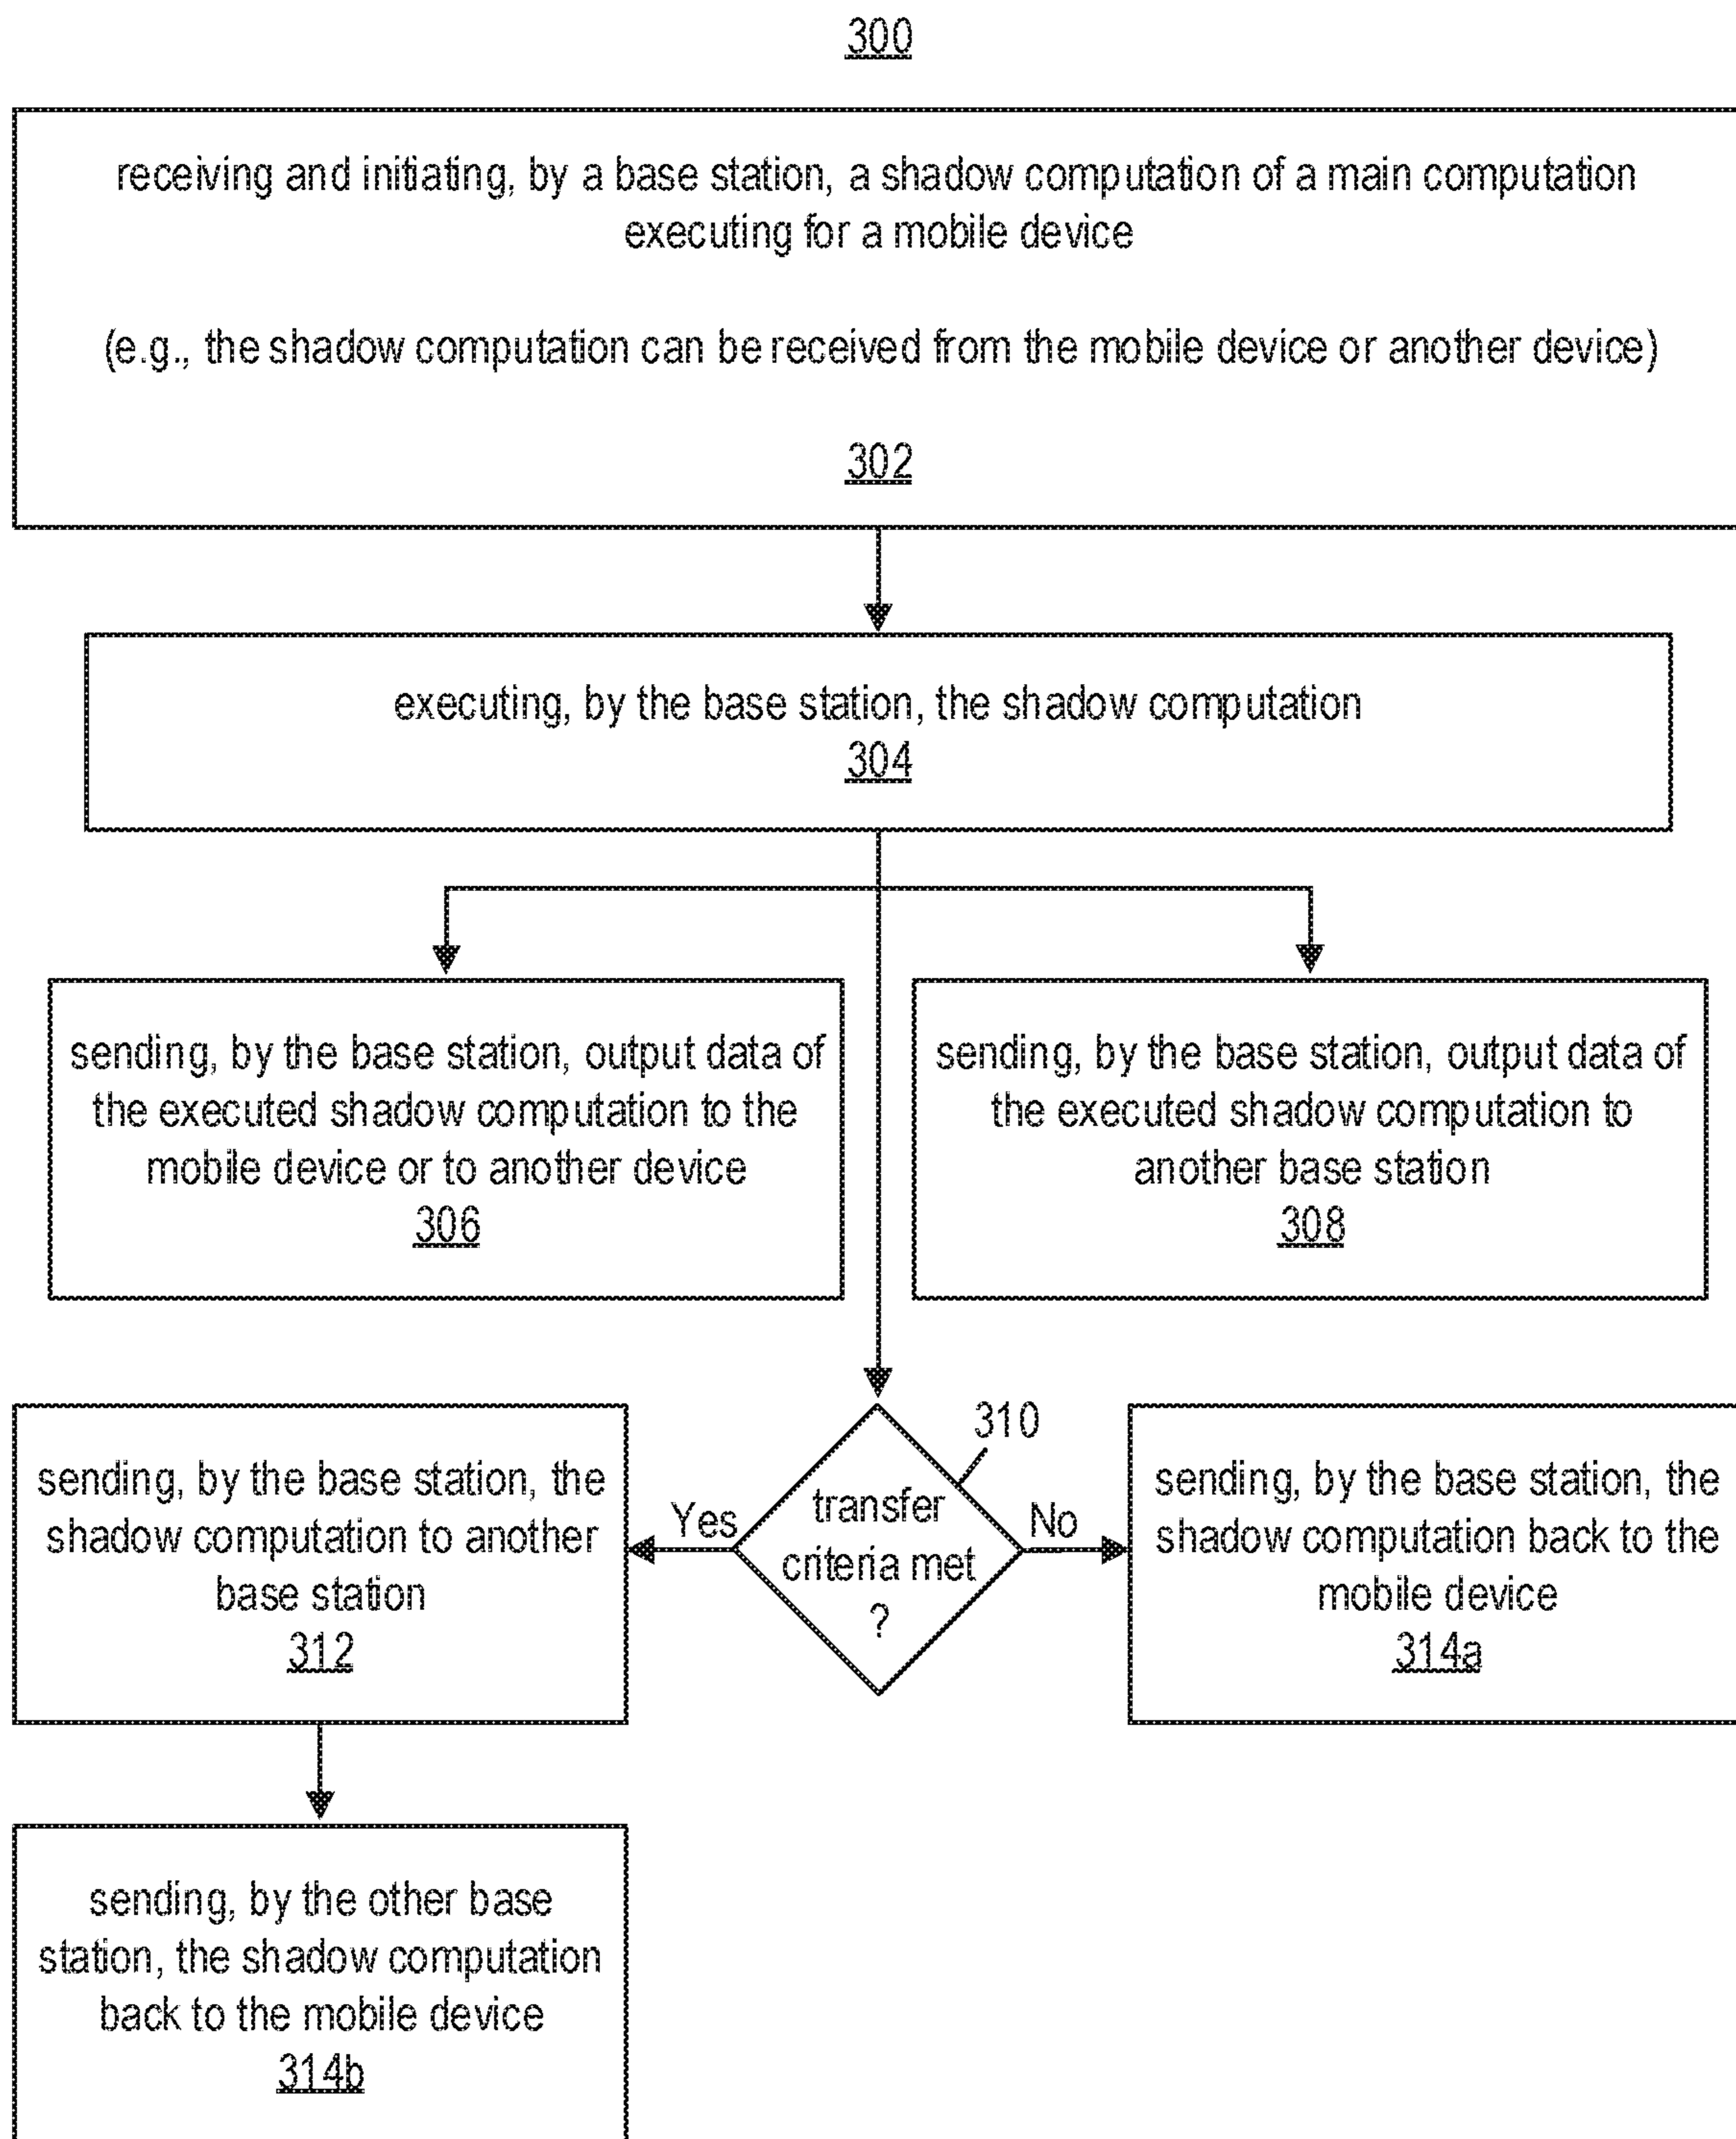 300
receiving and initiating, by a base station, a shadow computation of a main computation
executing for a mobile device
(e.g., the shadow computation can be received from the mobile device or another device)
302
executing, by the base station, the shadow computation
304
sending, by the base station, output data of
the executed shadow computation to the
mobile device or to another device
306
sending, by the base station, output data of
the executed shadow computation to
another base station
308
310
sending, by the base station, the
shadow computation to another
base station
312
Yes
transfer
criteria met
?
No
sending, by the base station, the
shadow computation back to the
mobile device
314a
sending, by the other base
station, the shadow computation
back to the mobile device
314b